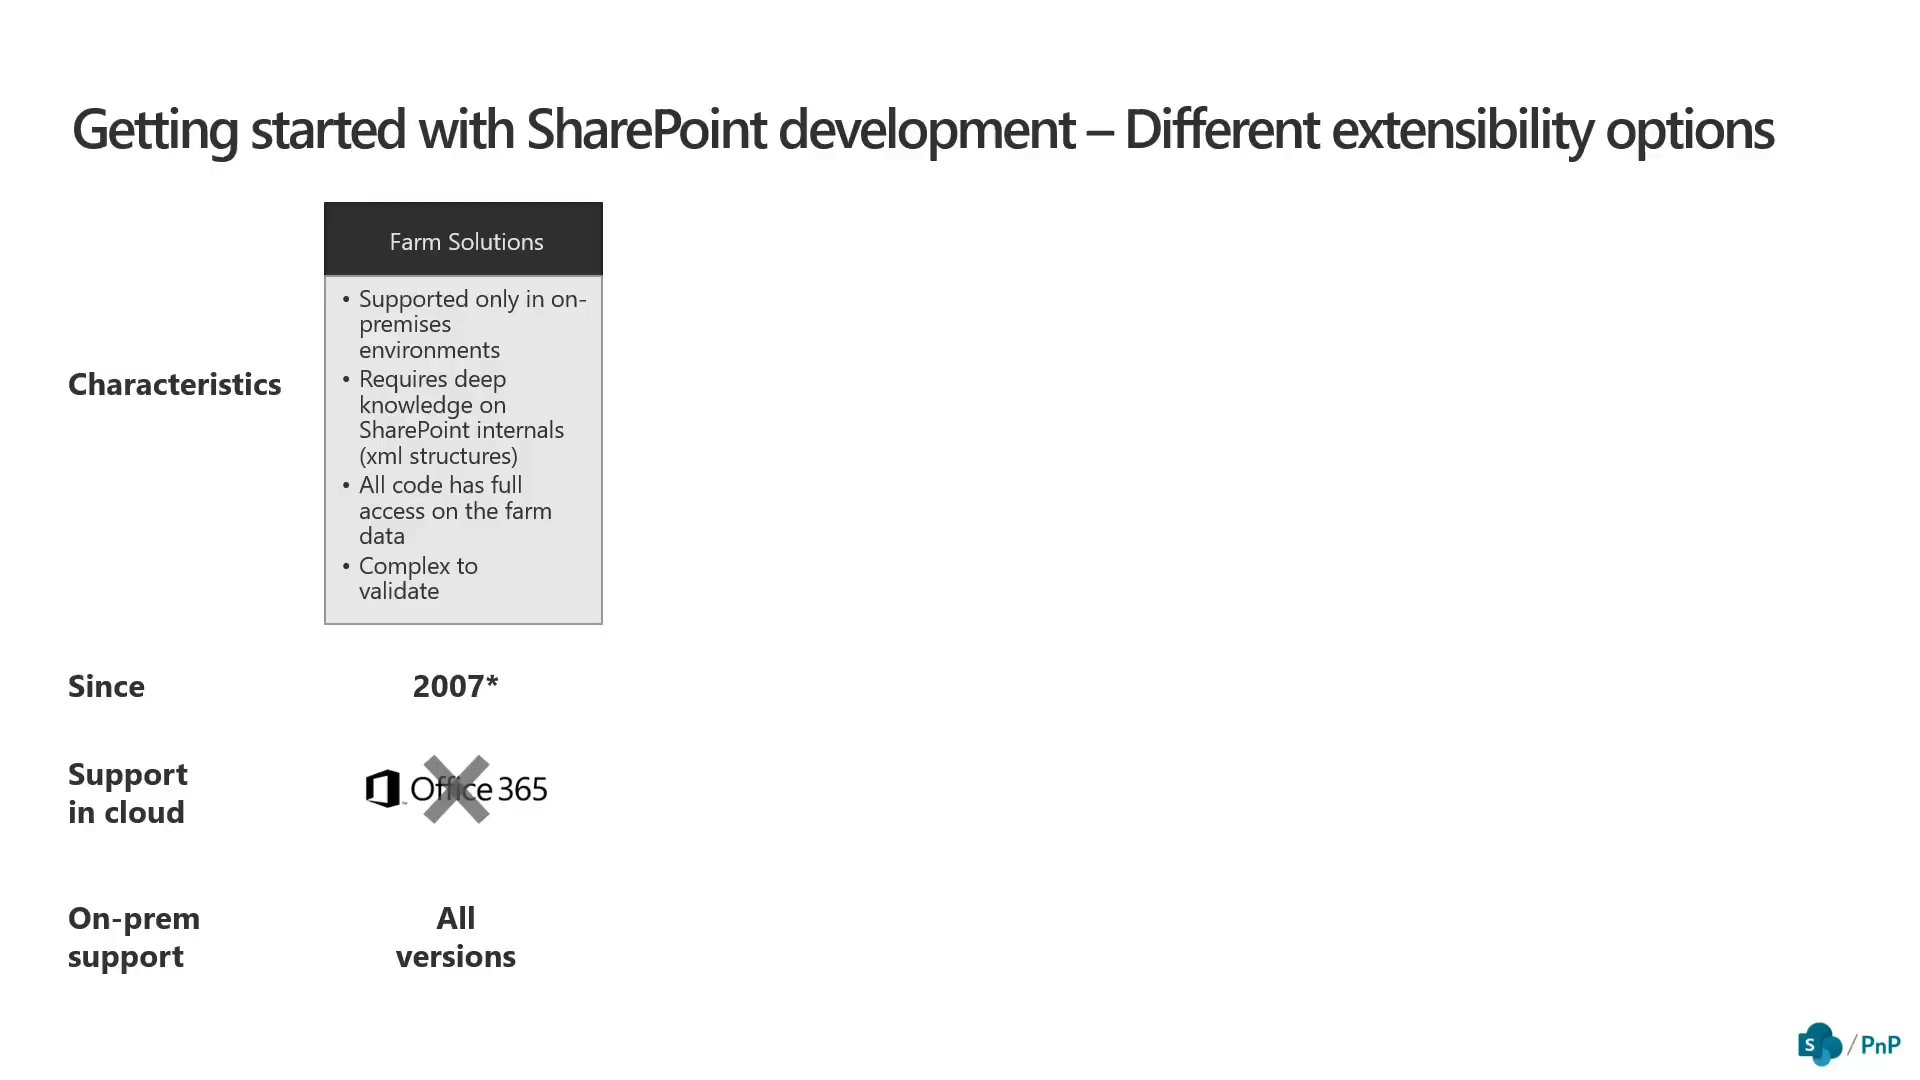 Getting started with SharePoint development – Different extensibility options
Farm Solutions
Characteristics
• Supported only in on-
premises
environments
• Requires deep
knowledge on
SharePoint internals
(xml structures)
• All code has full
access on the farm
data
• Complex to
validate
Since
2007*
Support
in cloud
Office 365
On-prem
support
All
versions
S / PnP